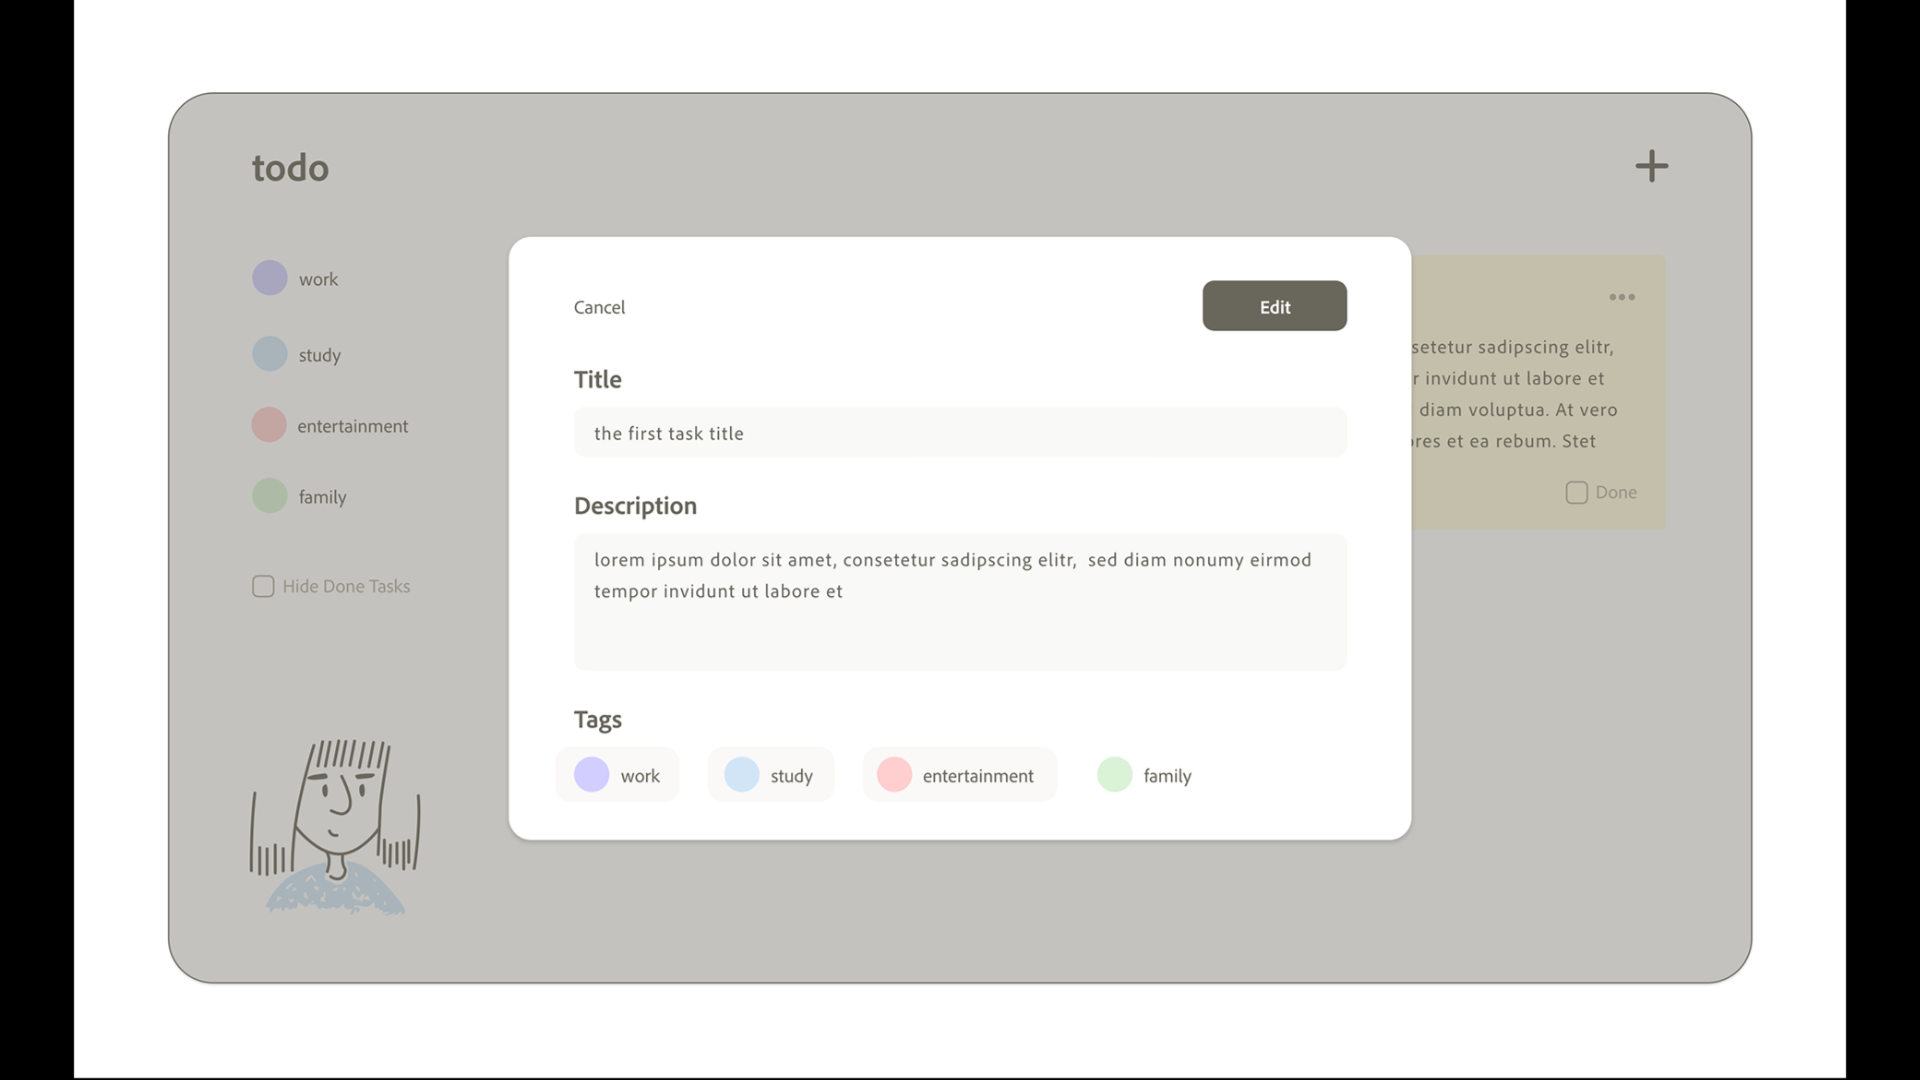 todo
work
study
entertainment
family
Hide Done Tasks
Cancel
Edit
Title
the first task title
Description
lorem ipsum dolor sit amet, consetetur sadipscing elitr,  sed diam nonumy eirmod
tempor invidunt ut labore et
Tags
work
study
entertainment
family
setetur sadipscing elitr,
r invidunt ut labore et
diam voluptua. At vero
res et ea rebum. Stet
Done